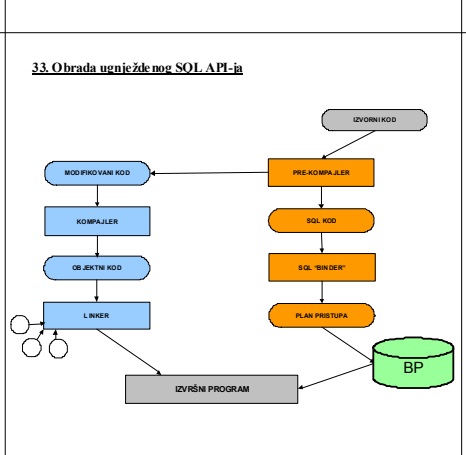 33. Obrada ugnježdenog SQL API-ja
IZVORNI KOD
MODIFIKOVANI KOD
PRE-KOMPAJLER
KOMPAJLER
SQL KOD
OBJEKTNI KOD
SQL "BINDER"
LINKER
PLAN PRISTUPA
BP
IZVRŠNI PROGRAM